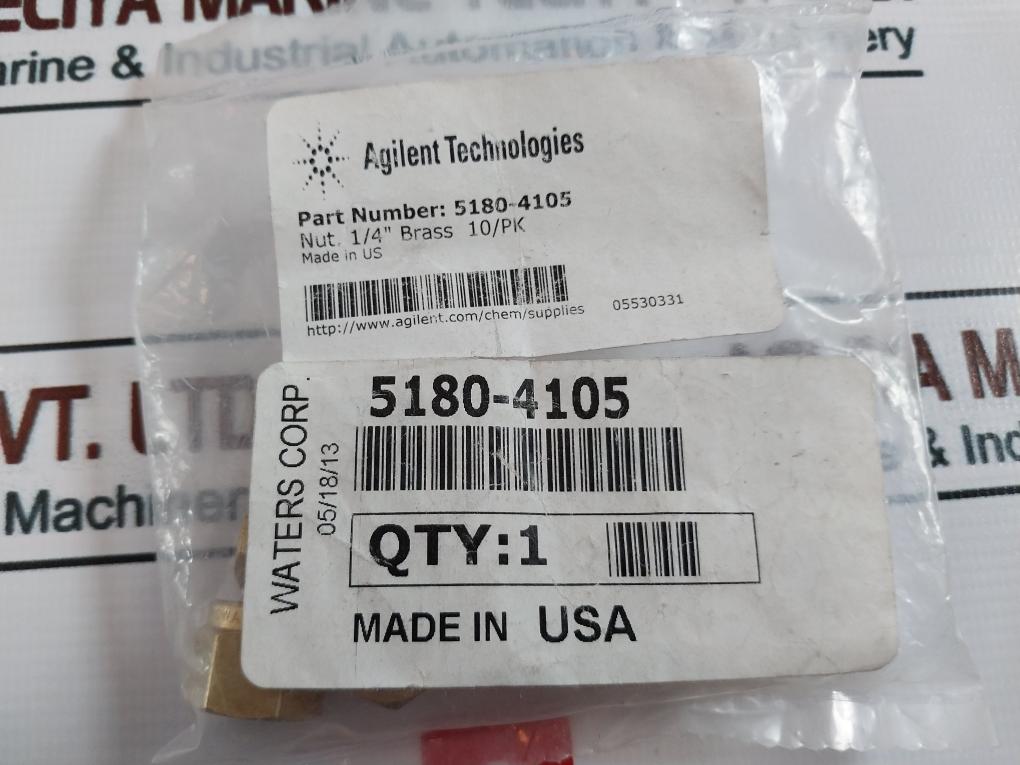 arine & Industrial Automation & Machinery
Agilent Technologies
Part Number: 5180-4105
Nut, 1/4" Brass 10/PK
Made in US
http://www.agilent.com/chem/supplies 05530331
VT. LTD
A M
& Ind
Machiner
WATERS CORP.
05/18/13
5180-4105
QTY:1
MADE IN USA